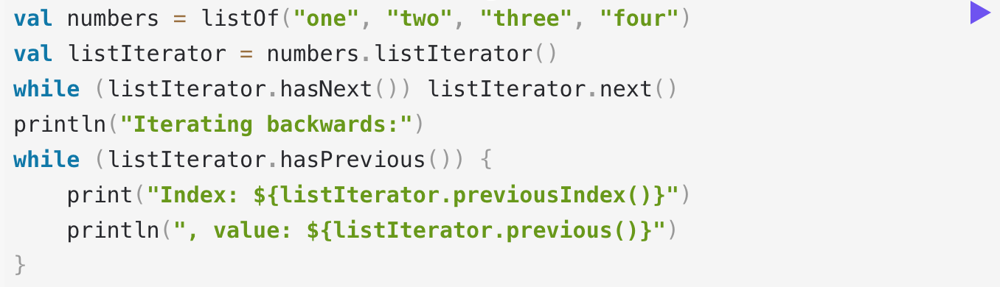 val numbers = listOf("one", "two", "three", "four")
val listIterator = numbers.listIterator()
while (listIterator.hasNext()) listIterator.next()
println("Iterating backwards:")
while (listIterator.hasPrevious()) {
    print("Index: ${listIterator.previousIndex()}")
    println(", value: ${listIterator.previous()}")
}